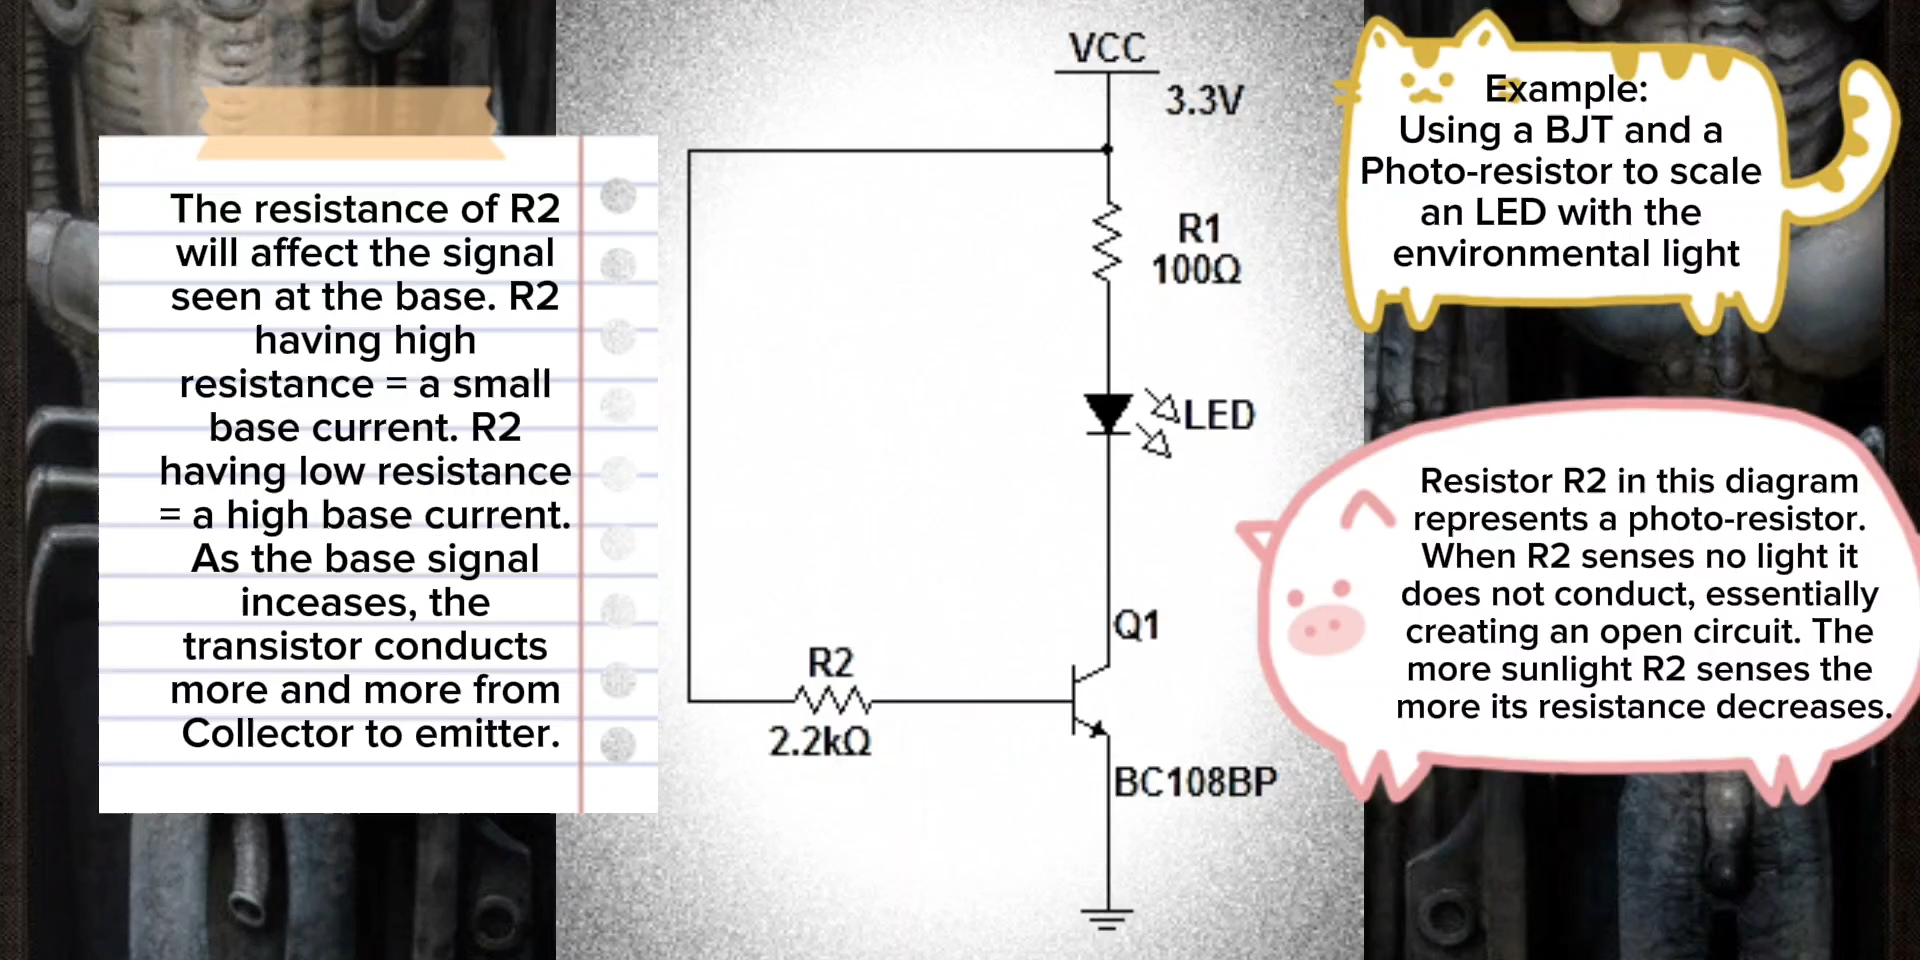 The resistance of R2
will affect the signal
seen at the base. R2
having high
resistance = a small
base current. R2
having low resistance
= a high base current.
As the base signal
inceases, the
transistor conducts
more and more from
Collector to emitter.
VCC
3.3V
R1
100Ω
LED
Q1
R2
2.2kΩ
BC108BP
Example:
Using a BJT and a
Photo-resistor to scale
an LED with the
environmental light
Resistor R2 in this diagram
represents a photo-resistor.
When R2 senses no light it
does not conduct, essentially
creating an open circuit. The
more sunlight R2 senses the
more its resistance decreases.